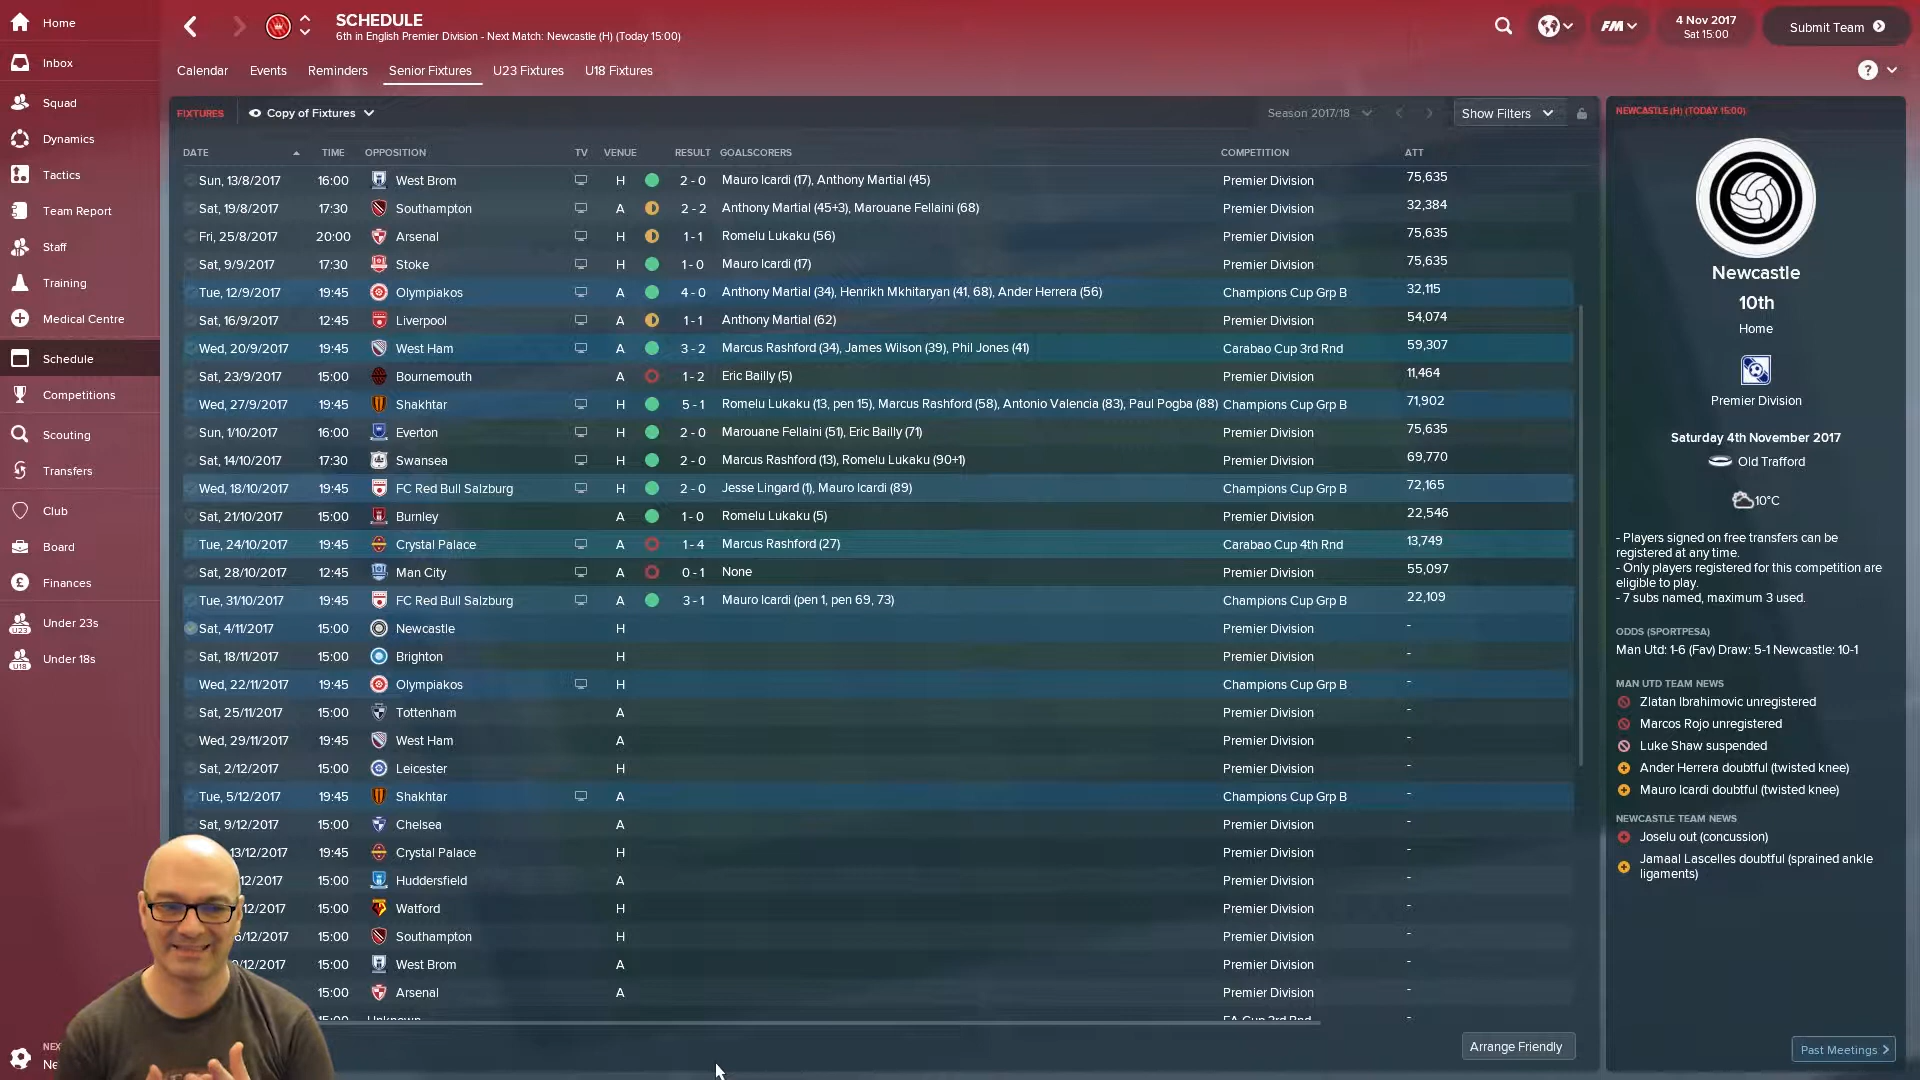 Home
Inbox
Squad
Dynamics
Tactics
Team Report
Staff
Training
Medical Centre
Schedule
Competitions
Scouting
Transfers
Club
Board
Finances
Under 23s
Under 18s
SCHEDULE
6th in English Premier Division - Next Match: Newcastle (H) (Today 15:00)
FM
4 Nov 2017
Sat 15:00
Submit Team
Calendar Events Reminders Senior Fixtures U23 Fixtures U18 Fixtures
?
FIXTURES Copy of Fixtures Season 2017/18 Show Filters
DATE TIME OPPOSITION TV VENUE RESULT GOALSCORERS COMPETITION ATT
Sun, 13/8/2017 16:00 West Brom H 2 - 0 Mauro Icardi (17), Anthony Martial (45) Premier Division 75,635
Sat, 19/8/2017 17:30 Southampton A 2 - 2 Anthony Martial (45+3), Marouane Fellaini (68) Premier Division 32,384
Fri, 25/8/2017 20:00 Arsenal H 1 - 1 Romelu Lukaku (56) Premier Division 75,635
Sat, 9/9/2017 17:30 Stoke H 1 - 0 Mauro Icardi (17) Premier Division 75,635
Tue, 12/9/2017 19:45 Olympiakos A 4 - 0 Anthony Martial (34), Henrikh Mkhitaryan (41, 68), Ander Herrera (56) Champions Cup Grp B 32,115
Sat, 16/9/2017 12:45 Liverpool A 1 - 1 Anthony Martial (62) Premier Division 54,074
Wed, 20/9/2017 19:45 West Ham A 3 - 2 Marcus Rashford (34), James Wilson (39), Phil Jones (41) Carabao Cup 3rd Rnd 59,307
Sat, 23/9/2017 15:00 Bournemouth A 1 - 2 Eric Bailly (5) Premier Division 11,464
Wed, 27/9/2017 19:45 Shakhtar H 5 - 1 Romelu Lukaku (13, pen 15), Marcus Rashford (58), Antonio Valencia (83), Paul Pogba (88) Champions Cup Grp B 71,902
Sun, 1/10/2017 16:00 Everton H 2 - 0 Marouane Fellaini (51), Eric Bailly (71) Premier Division 75,635
Sat, 14/10/2017 17:30 Swansea H 2 - 0 Marcus Rashford (13), Romelu Lukaku (90+1) Premier Division 69,770
Wed, 18/10/2017 19:45 FC Red Bull Salzburg H 2 - 0 Jesse Lingard (1), Mauro Icardi (89) Champions Cup Grp B 72,165
Sat, 21/10/2017 15:00 Burnley A 1 - 0 Romelu Lukaku (5) Premier Division 22,546
Tue, 24/10/2017 19:45 Crystal Palace A 1 - 4 Marcus Rashford (27) Carabao Cup 4th Rnd 13,749
Sat, 28/10/2017 12:45 Man City A 0 - 1 None Premier Division 55,097
Tue, 31/10/2017 19:45 FC Red Bull Salzburg A 3 - 1 Mauro Icardi (pen 1, pen 69, 73) Champions Cup Grp B 22,109
Sat, 4/11/2017 15:00 Newcastle H Premier Division -
Sat, 18/11/2017 15:00 Brighton H Premier Division -
Wed, 22/11/2017 19:45 Olympiakos H Champions Cup Grp B -
Sat, 25/11/2017 15:00 Tottenham A Premier Division -
Wed, 29/11/2017 19:45 West Ham A Premier Division -
Sat, 2/12/2017 15:00 Leicester H Premier Division -
Tue, 5/12/2017 19:45 Shakhtar A Champions Cup Grp B -
Sat, 9/12/2017 15:00 Chelsea A Premier Division -
13/12/2017 19:45 Crystal Palace H Premier Division -
12/2017 15:00 Huddersfield A Premier Division -
12/2017 15:00 Watford H Premier Division -
6/12/2017 15:00 Southampton H Premier Division -
/12/2017 15:00 West Brom A Premier Division -
15:00 Arsenal A Premier Division -
15:00 Unknown FA Cup 3rd Rnd -
Arrange Friendly
NEWCASTLE (H) (TODAY 15:00)
Newcastle
10th
Home
Premier Division
Saturday 4th November 2017
Old Trafford
10°C
- Players signed on free transfers can be
registered at any time.
- Only players registered for this competition are
eligible to play.
- 7 subs named, maximum 3 used.
ODDS (SPORTPESA)
Man Utd: 1-6 (Fav) Draw: 5-1 Newcastle: 10-1
MAN UTD TEAM NEWS
Zlatan Ibrahimovic unregistered
Marcos Rojo unregistered
Luke Shaw suspended
Ander Herrera doubtful (twisted knee)
Mauro Icardi doubtful (twisted knee)
NEWCASTLE TEAM NEWS
Joselu out (concussion)
Jamaal Lascelles doubtful (sprained ankle
ligaments)
Past Meetings